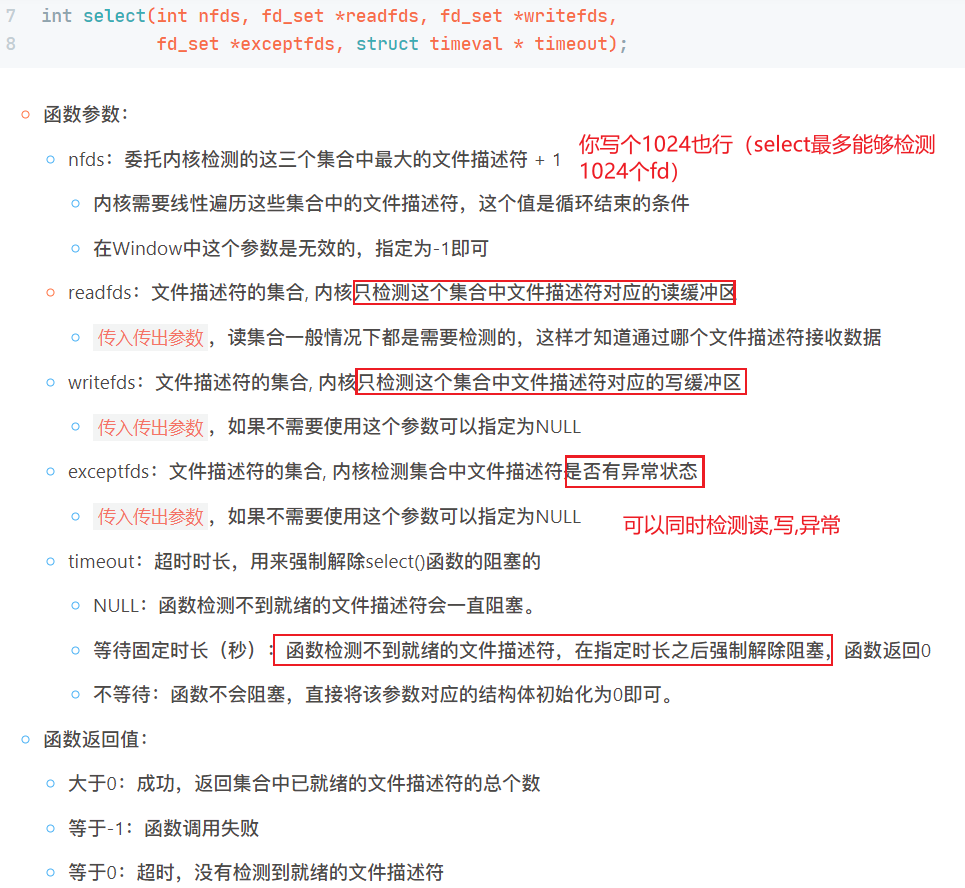 7 int select(int nfds, fd_set *readfds, fd_set *writefds,
8 fd_set *exceptfds, struct timeval * timeout);
函数参数：
nfds：委托内核检测的这三个集合中最大的文件描述符 + 1
你写个1024也行（select最多能够检测
1024个fd）
内核需要线性遍历这些集合中的文件描述符，这个值是循环结束的条件
在Window中这个参数是无效的，指定为-1即可
readfds：文件描述符的集合, 内核只检测这个集合中文件描述符对应的读缓冲区
传入传出参数，读集合一般情况下都是需要检测的，这样才知道通过哪个文件描述符接收数据
writefds：文件描述符的集合, 内核只检测这个集合中文件描述符对应的写缓冲区
传入传出参数，如果不需要使用这个参数可以指定为NULL
exceptfds：文件描述符的集合, 内核检测集合中文件描述符是否有异常状态
传入传出参数，如果不需要使用这个参数可以指定为NULL
可以同时检测读,写,异常
timeout：超时时长，用来强制解除select()函数的阻塞的
NULL：函数检测不到就绪的文件描述符会一直阻塞。
等待固定时长（秒）：函数检测不到就绪的文件描述符，在指定时长之后强制解除阻塞，函数返回0
不等待：函数不会阻塞，直接将该参数对应的结构体初始化为0即可。
函数返回值：
大于0：成功，返回集合中已就绪的文件描述符的总个数
等于-1：函数调用失败
等于0：超时，没有检测到就绪的文件描述符